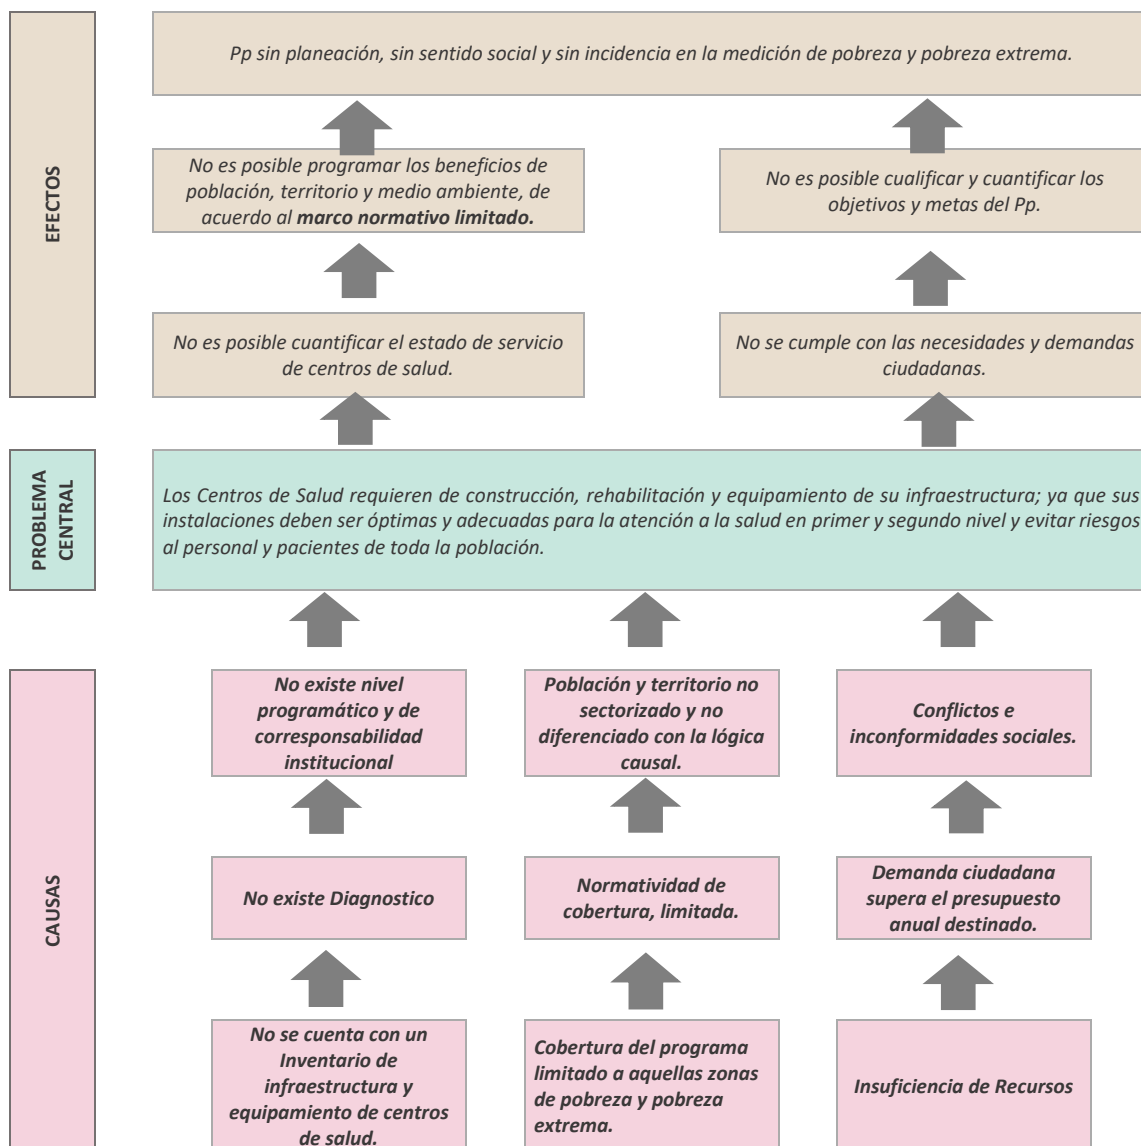 EFECTOS
Pp sin planeación, sin sentido social y sin incidencia en la medición de pobreza y pobreza extrema.
No es posible programar los beneficios de
población, territorio y medio ambiente, de
acuerdo al marco normativo limitado.
No es posible cualificar y cuantificar los
objetivos y metas del Pp.
No es posible cuantificar el estado de servicio
de centros de salud.
No se cumple con las necesidades y demandas
ciudadanas.
PROBLEMA
CENTRAL
Los Centros de Salud requieren de construcción, rehabilitación y equipamiento de su infraestructura; ya que sus
instalaciones deben ser óptimas y adecuadas para la atención a la salud en primer y segundo nivel y evitar riesgos
al personal y pacientes de toda la población.
CAUSAS
No existe nivel
programático y de
corresponsabilidad
institucional
Población y territorio no
sectorizado y no
diferenciado con la lógica
causal.
Conflictos e
inconformidades sociales.
No existe Diagnostico
Normatividad de
cobertura, limitada.
Demanda ciudadana
supera el presupuesto
anual destinado.
No se cuenta con un
Inventario de
infraestructura y
equipamiento de centros
de salud.
Cobertura del programa
limitado a aquellas zonas
de pobreza y pobreza
extrema.
Insuficiencia de Recursos